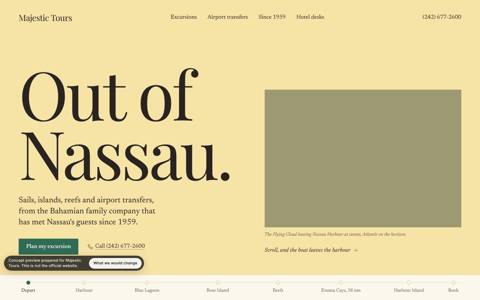 Majestic Tours
Excursions Airport transfers Since 1959 Hotel desks
(242) 677-2600
Out of
Nassau.
Sails, islands, reefs and airport transfers,
from the Bahamian family company that
has met Nassau's guests since 1959.
Plan my excursion
Call (242) 677-2600
The Flying Cloud leaving Nassau Harbour at dawn, Atlantic on the horizon.
Scroll, and the boat leaves the harbour
Concept preview prepared for Majestic
Tours. This is not the official website.
What we would change
Depart Harbour Blue Lagoon Rose Island Reefs Exuma Cays, 38 nm Harbour Island Book